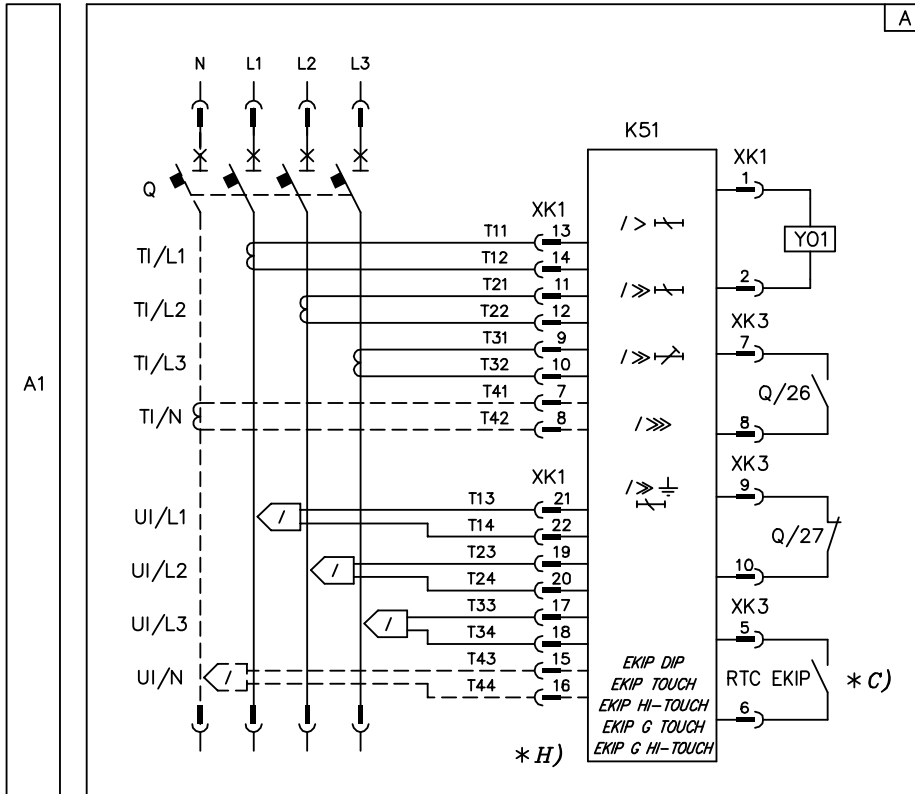 A
A1
N L1 L2 L3
K51
XK1
1
Q
XK1
T11 13
Y01
TI/L1
T12 14
T21 11
2
TI/L2
T22 12
XK3
T31 9
7
TI/L3
T32 10
Q/26
T41 7
TI/N
T42 8
8
XK3
XK1
9
T13 21
UI/L1
T14 22
Q/27
T23 19
UI/L2
T24 20
10
XK3
T33 17
UI/L3
5
T34 18
T43 15
EKIP DIP
UI/N
RTC EKIP
* C)
T44 16
EKIP TOUCH
EKIP HI-TOUCH
6
EKIP G TOUCH
EKIP G HI-TOUCH
* H)